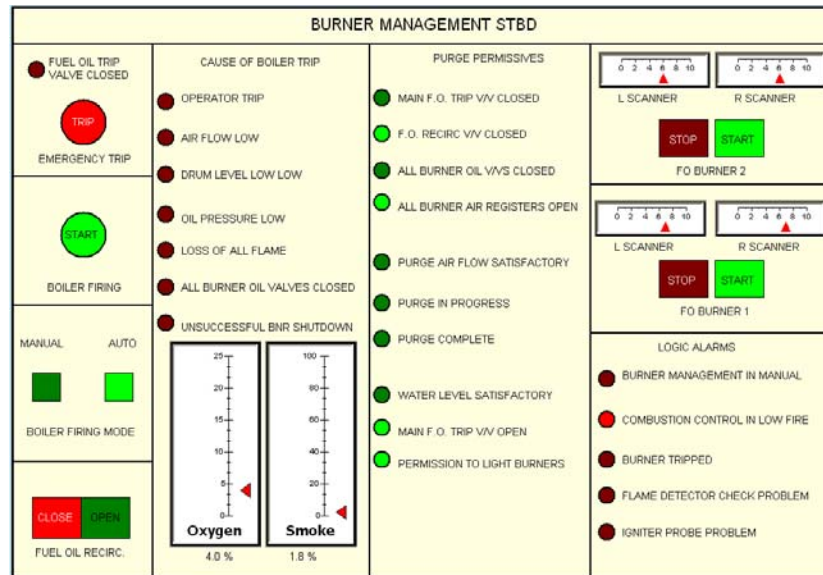 BURNER MANAGEMENT STBD
FUEL OIL TRIP
VALVE CLOSED
TRIP
EMERGENCY TRIP
START
BOILER FIRING
MANUAL AUTO
BOILER FIRING MODE
CLOSE OPEN
FUEL OIL RECIRC.
CAUSE OF BOILER TRIP
OPERATOR TRIP
AIR FLOW LOW
DRUM LEVEL LOW LOW
OIL PRESSURE LOW
LOSS OF ALL FLAME
ALL BURNER OIL VALVES CLOSED
UNSUCCESSFUL BNR SHUTDOWN
25
20
15
10
5
0
Oxygen
4.0 %
100
80
60
40
20
0
Smoke
1.8 %
PURGE PERMISSIVES
MAIN F.O. TRIP V/V CLOSED
F.O. RECIRC V/V CLOSED
ALL BURNER OIL V/VS CLOSED
ALL BURNER AIR REGISTERS OPEN
PURGE AIR FLOW SATISFACTORY
PURGE IN PROGRESS
PURGE COMPLETE
WATER LEVEL SATISFACTORY
MAIN F.O. TRIP V/V OPEN
PERMISSION TO LIGHT BURNERS
0 2 4 6 8 10 0 2 4 6 8 10
L SCANNER R SCANNER
STOP START
FO BURNER 2
0 2 4 6 8 10 0 2 4 6 8 10
L SCANNER R SCANNER
STOP START
FO BURNER 1
LOGIC ALARMS
BURNER MANAGEMENT IN MANUAL
COMBUSTION CONTROL IN LOW FIRE
BURNER TRIPPED
FLAME DETECTOR CHECK PROBLEM
IGNITER PROBE PROBLEM